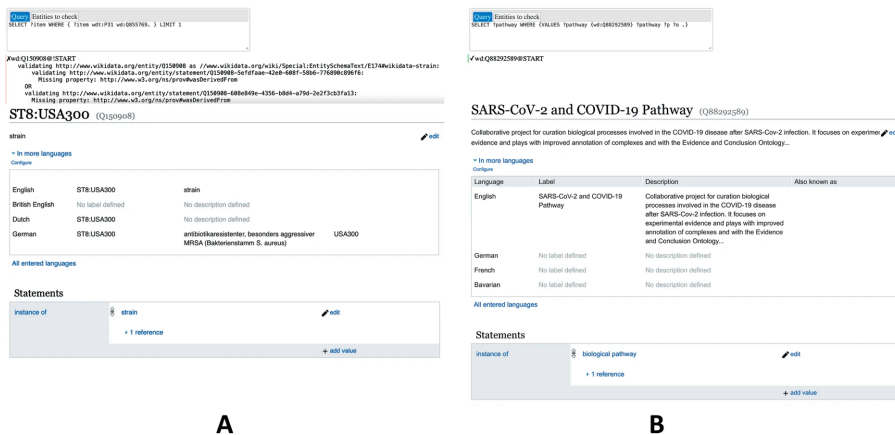 Query Entities to check
SELECT ?item WHERE { ?item wdt:P31 wd:Q855769. } LIMIT 1
✗wd:Q150908@!START
validating http://www.wikidata.org/entity/Q150908 as //www.wikidata.org/wiki/Special:EntitySchemaText/E174#wikidata-strain:
validating http://www.wikidata.org/entity/statement/Q150908-5efdfaae-42e0-608f-58b6-776890c896f6:
Missing property: http://www.w3.org/ns/prov#wasDerivedFrom
OR
validating http://www.wikidata.org/entity/statement/Q150908-688e849e-4356-b8d4-a79d-2e2f3cb3fa13:
Missing property: http://www.w3.org/ns/prov#wasDerivedFrom
ST8:USA300 (Q150908)
strain
edit
In more languages
Configure
English ST8:USA300 strain
British English No label defined No description defined
Dutch ST8:USA300 No description defined
German ST8:USA300 antibiotikaresistenter, besonders aggressiver USA300
MRSA (Bakterienstamm S. aureus)
All entered languages
Statements
instance of strain edit
1 reference
+ add value
A
Query Entities to check
SELECT ?pathway WHERE {VALUES ?pathway {wd:Q88292589} ?pathway ?p ?o .}
✓wd:Q88292589@START
SARS-CoV-2 and COVID-19 Pathway (Q88292589)
Collaborative project for curation biological processes involved in the COVID-19 disease after SARS-Cov-2 infection. It focuses on experimer ed
evidence and plays with improved annotation of complexes and with the Evidence and Conclusion Ontology...
In more languages
Configure
Language Label Description Also known as
English SARS-CoV-2 and COVID-19 Collaborative project for curation biological
Pathway processes involved in the COVID-19 disease
after SARS-Cov-2 infection. It focuses on
experimental evidence and plays with improved
annotation of complexes and with the Evidence
and Conclusion Ontology...
German No label defined No description defined
French No label defined No description defined
Bavarian No label defined No description defined
All entered languages
Statements
instance of biological pathway edit
1 reference
+ add value
B